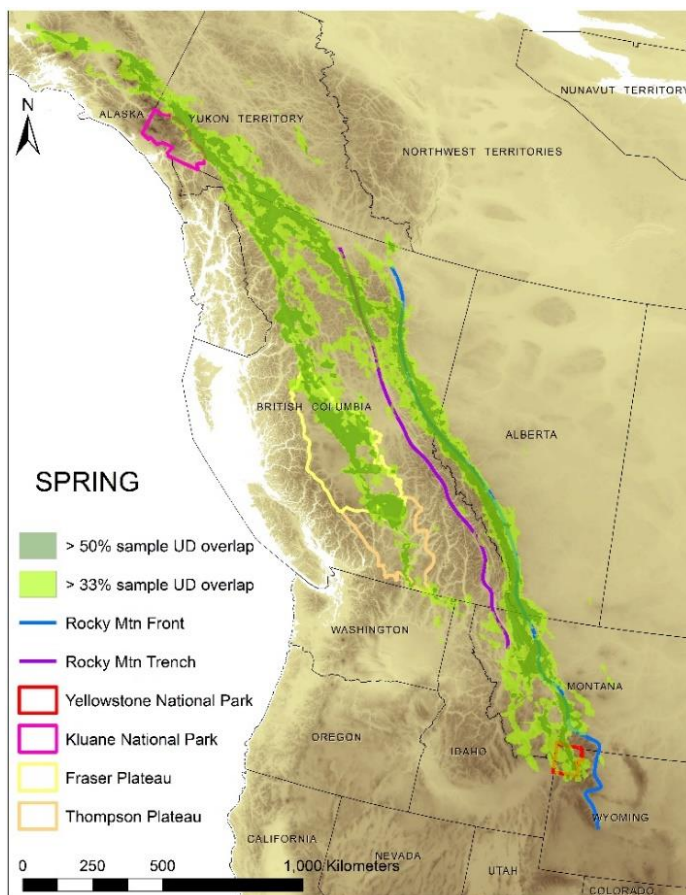 NUNAVUT TERRITORY
N
ALASKA
YUKON TERRITORY
NORTHWEST TERRITORIES
BRITISH COLUMBIA
ALBERTA
SPRING
> 50% sample UD overlap
> 33% sample UD overlap
WASHINGTON
Rocky Mtn Front
Rocky Mtn Trench
MONTANA
Yellowstone National Park
Kluane National Park
OREGON
IDAHO
Fraser Plateau
WYOMING
Thompson Plateau
CALIFORNIA
NEVADA
UTAH
COLORADO
0 250 500 1,000 Kilometers